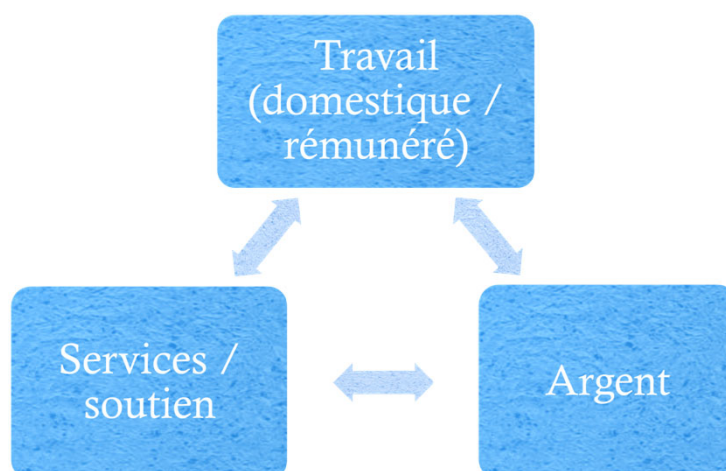 Travail
(domestique /
rémunéré)
Services /
soutien
Argent